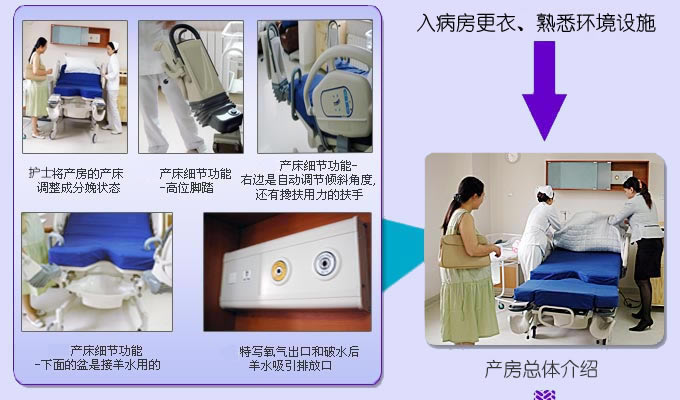 入病房更衣、熟悉环境设施
护士将产房的产床
调整成分娩状态
产床细节功能
-高位脚踏
产床细节功能-
右边是自动调节倾斜角度,
还有搀扶用力的扶手
产床细节功能
-下面的盆是接羊水用的
特写氧气出口和破水后
羊水吸引排放口
产房总体介绍